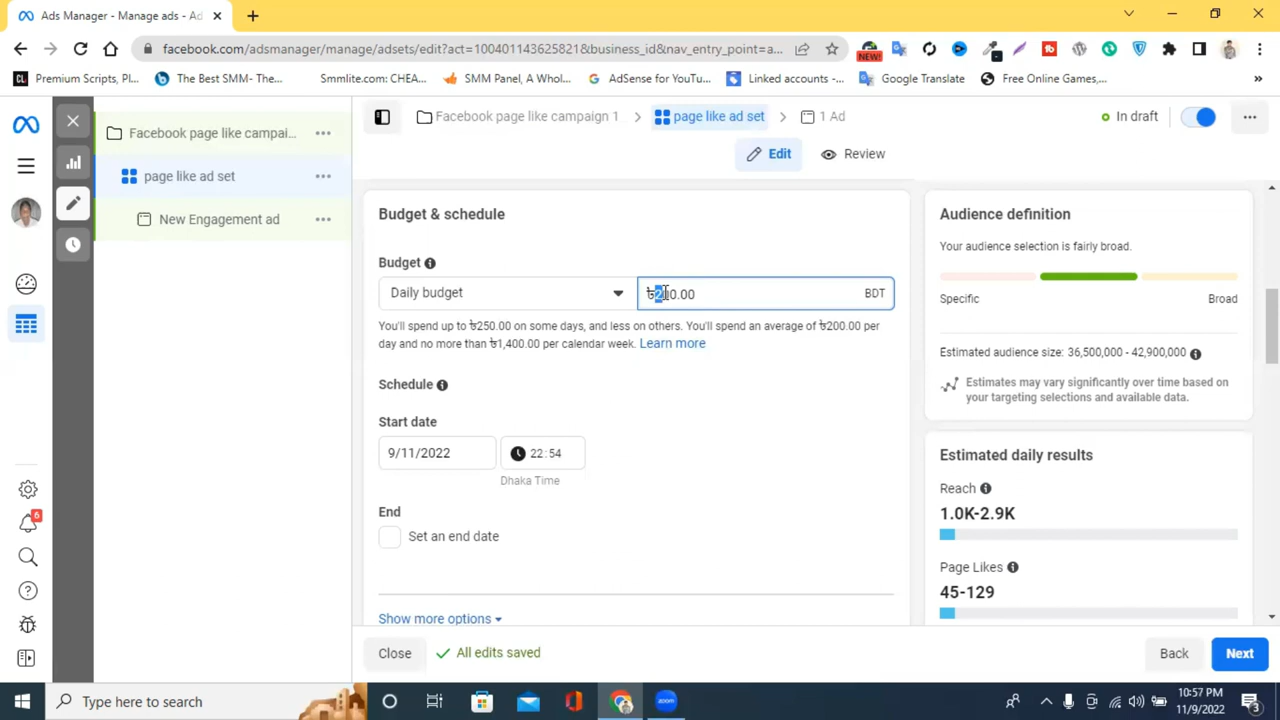 Ads Manager - Manage ads - Ad
facebook.com/adsmanager/manage/adsets/edit?act=100401143625821&business_id&nav_entry_point=a...
NEW!
CL Premium Scripts, Pl...
The Best SMM- The...
Smmlite.com: CHEA...
SMM Panel, A Whol...
AdSense for YouTu...
Linked accounts -...
Google Translate
Free Online Games,...
»
Facebook page like campai...
page like ad set
New Engagement ad
Facebook page like campaign 1
page like ad set
1 Ad
In draft
Edit
Review
Budget & schedule
Budget
Daily budget
BDT
You'll spend up to ৳250.00 on some days, and less on others. You'll spend an average of ৳200.00 per
day and no more than ৳1,400.00 per calendar week. Learn more
Schedule
Start date
9/11/2022
22:54
Dhaka Time
End
Set an end date
Show more options
Audience definition
Your audience selection is fairly broad.
Specific
Broad
Estimated audience size: 36,500,000 - 42,900,000
Estimates may vary significantly over time based on
your targeting selections and available data.
Estimated daily results
Reach
1.0K-2.9K
Page Likes
45-129
6
Close
All edits saved
Back
Next
Type here to search
10:57 PM
11/9/2022
3